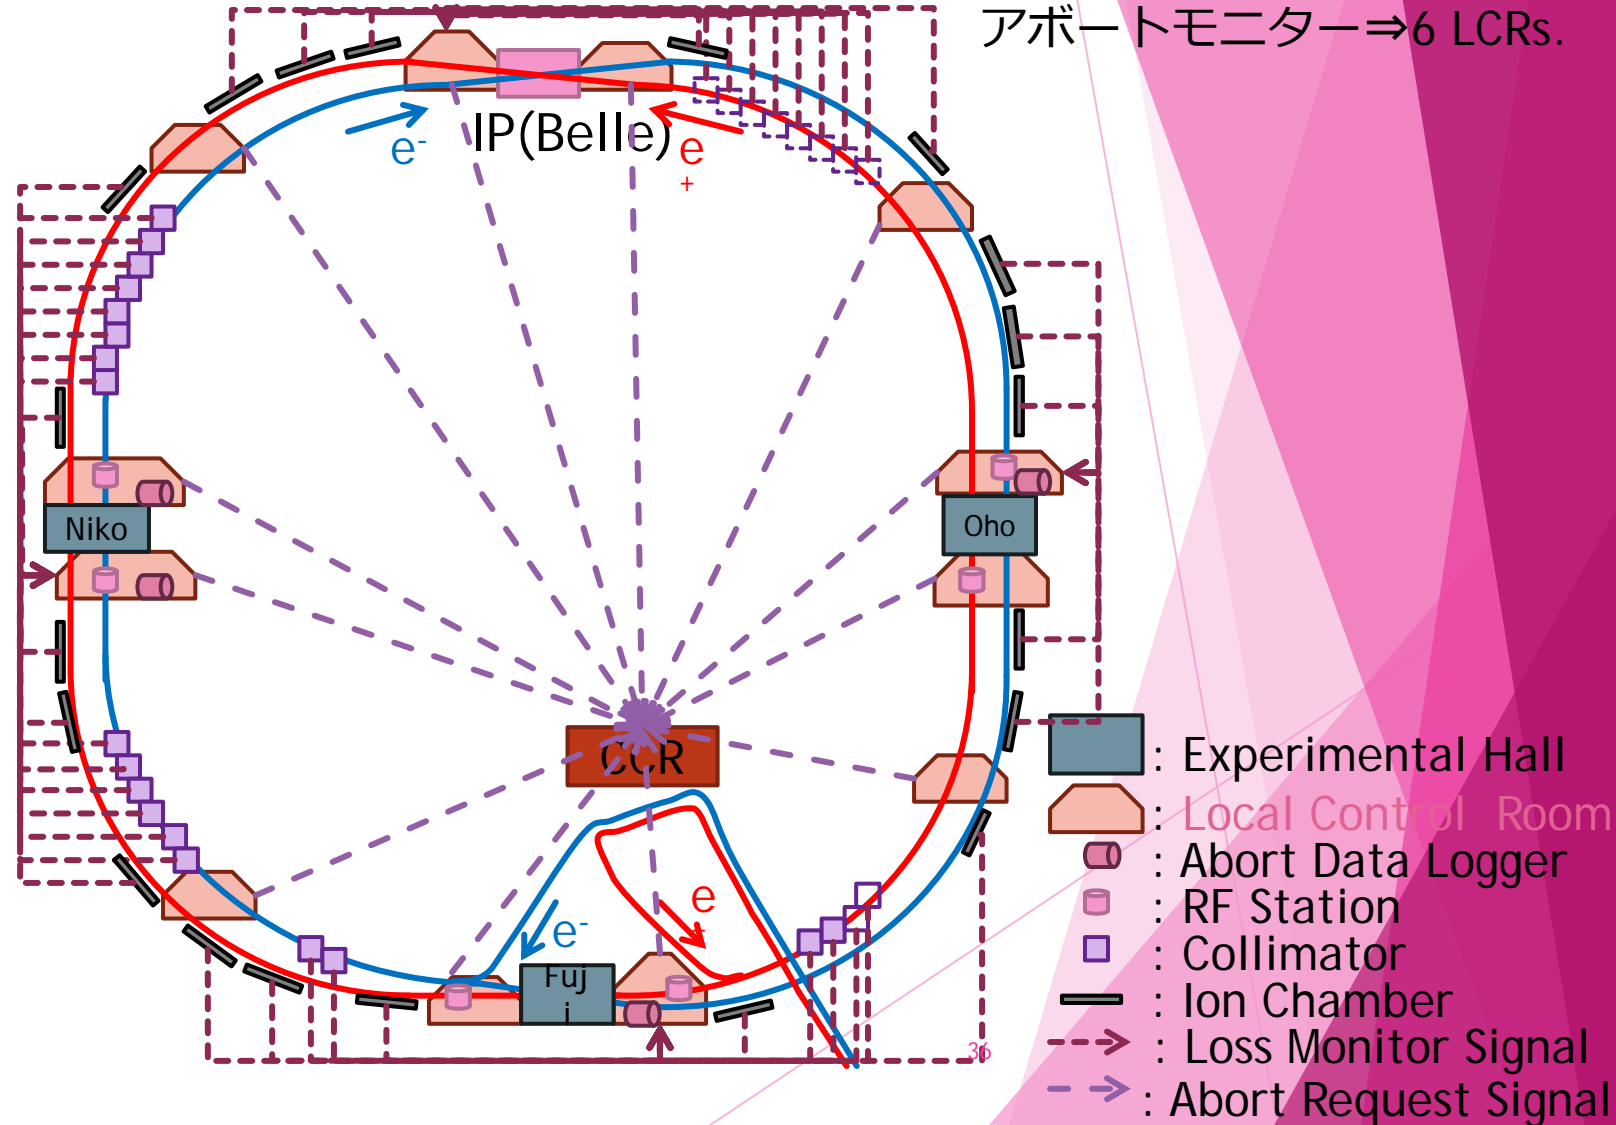 アボートモニター⇒6 LCRs.
e-
IP(Belle)
e
+
Niko
Oho
CCR
: Experimental Hall
: Local Control Room
: Abort Data Logger
e-
e
+
: RF Station
: Collimator
Fuj
i
: Ion Chamber
36
: Loss Monitor Signal
: Abort Request Signal